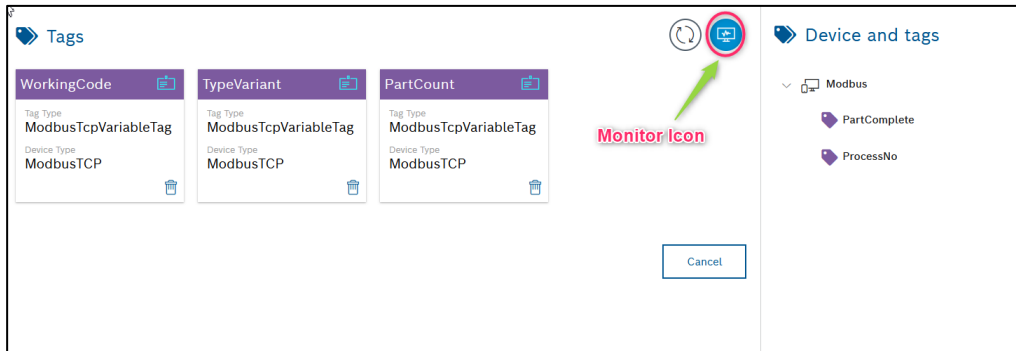 Tags
WorkingCode
Tag Type
ModbusTcpVariableTag
Device Type
ModbusTCP
TypeVariant
Tag Type
ModbusTcpVariableTag
Device Type
ModbusTCP
PartCount
Tag Type
ModbusTcpVariableTag
Device Type
ModbusTCP
Monitor Icon
Cancel
Device and tags
Modbus
PartComplete
ProcessNo